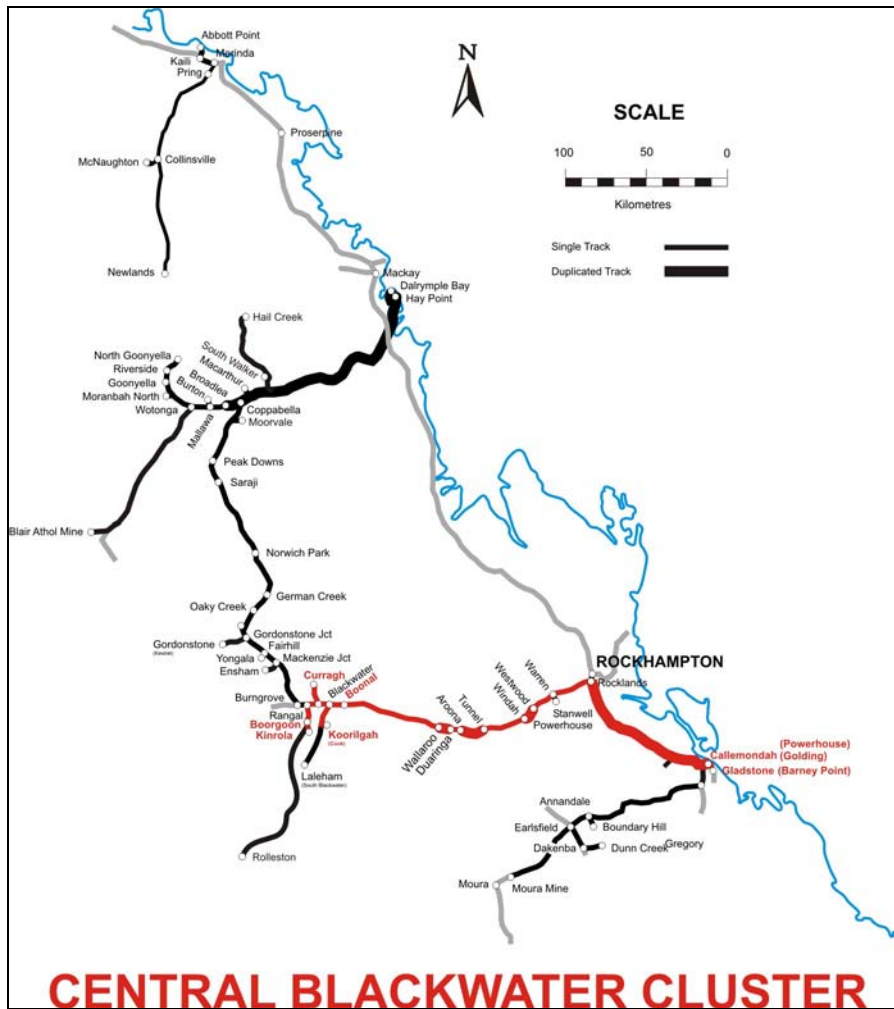 Abbott Point
Kaili
Merinda
Pring
N
SCALE
100 50 0
Kilometres
Single Track
Duplicated Track
Proserpine
McNaughton
Collinsville
Newlands
Mackay
Dalrymple Bay
Hay Point
Hail Creek
North Goonyella
Riverside
Goonyella
Moranbah North
Wotonga
South Walker
Macarthur
Broadlea
Burton
Mallawa
Coppabella
Moorvale
Peak Downs
Saraji
Blair Athol Mine
Norwich Park
German Creek
Oaky Creek
Gordonstone Jct
Gordonstone
(Kestrel)
Fairhill
Yongala
Mackenzie Jct
Ensham
Curragh
Burngrove
Blackwater
Boonal
Rangal
Boorgoon
Kinrola
Koorilgah
(Cook)
Laleham
(South Blackwater)
Rolleston
Wallaroo
Duaringa
Aroona
Tunnel
Windah
Westwood
Warren
Stanwell
Powerhouse
ROCKHAMPTON
Rocklands
Callemondah
(Powerhouse)
(Golding)
Gladstone (Barney Point)
Annandale
Earlsfield
Boundary Hill
Gregory
Dakenba
Dunn Creek
Moura
Moura Mine
CENTRAL BLACKWATER CLUSTER